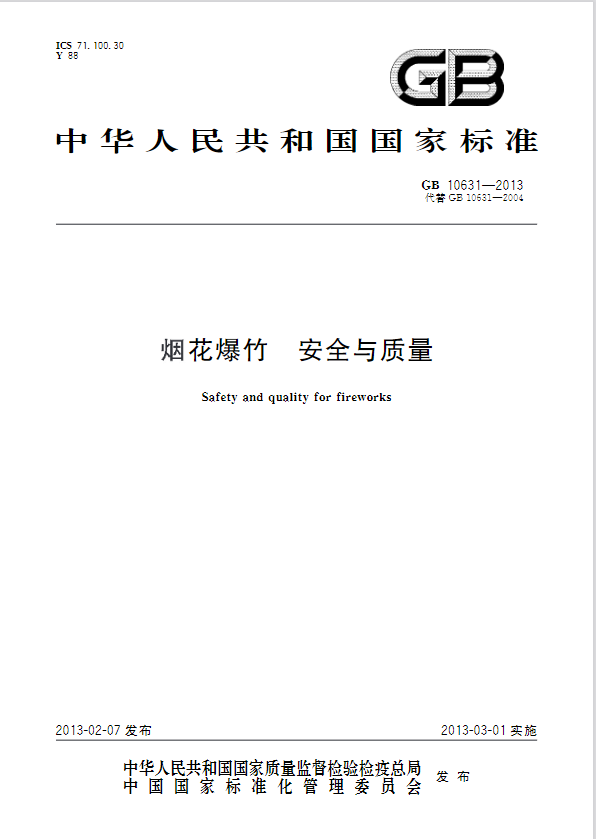 ICS 71.100.30
Y 88
GB
中华人民共和国国家标准
GB 10631—2013
代替 GB 10631—2004
烟花爆竹 安全与质量
Safety and quality for fireworks
2013-02-07 发布 2013-03-01 实施
中华人民共和国国家质量监督检验检疫总局
中国国家标准化管理委员会 发布